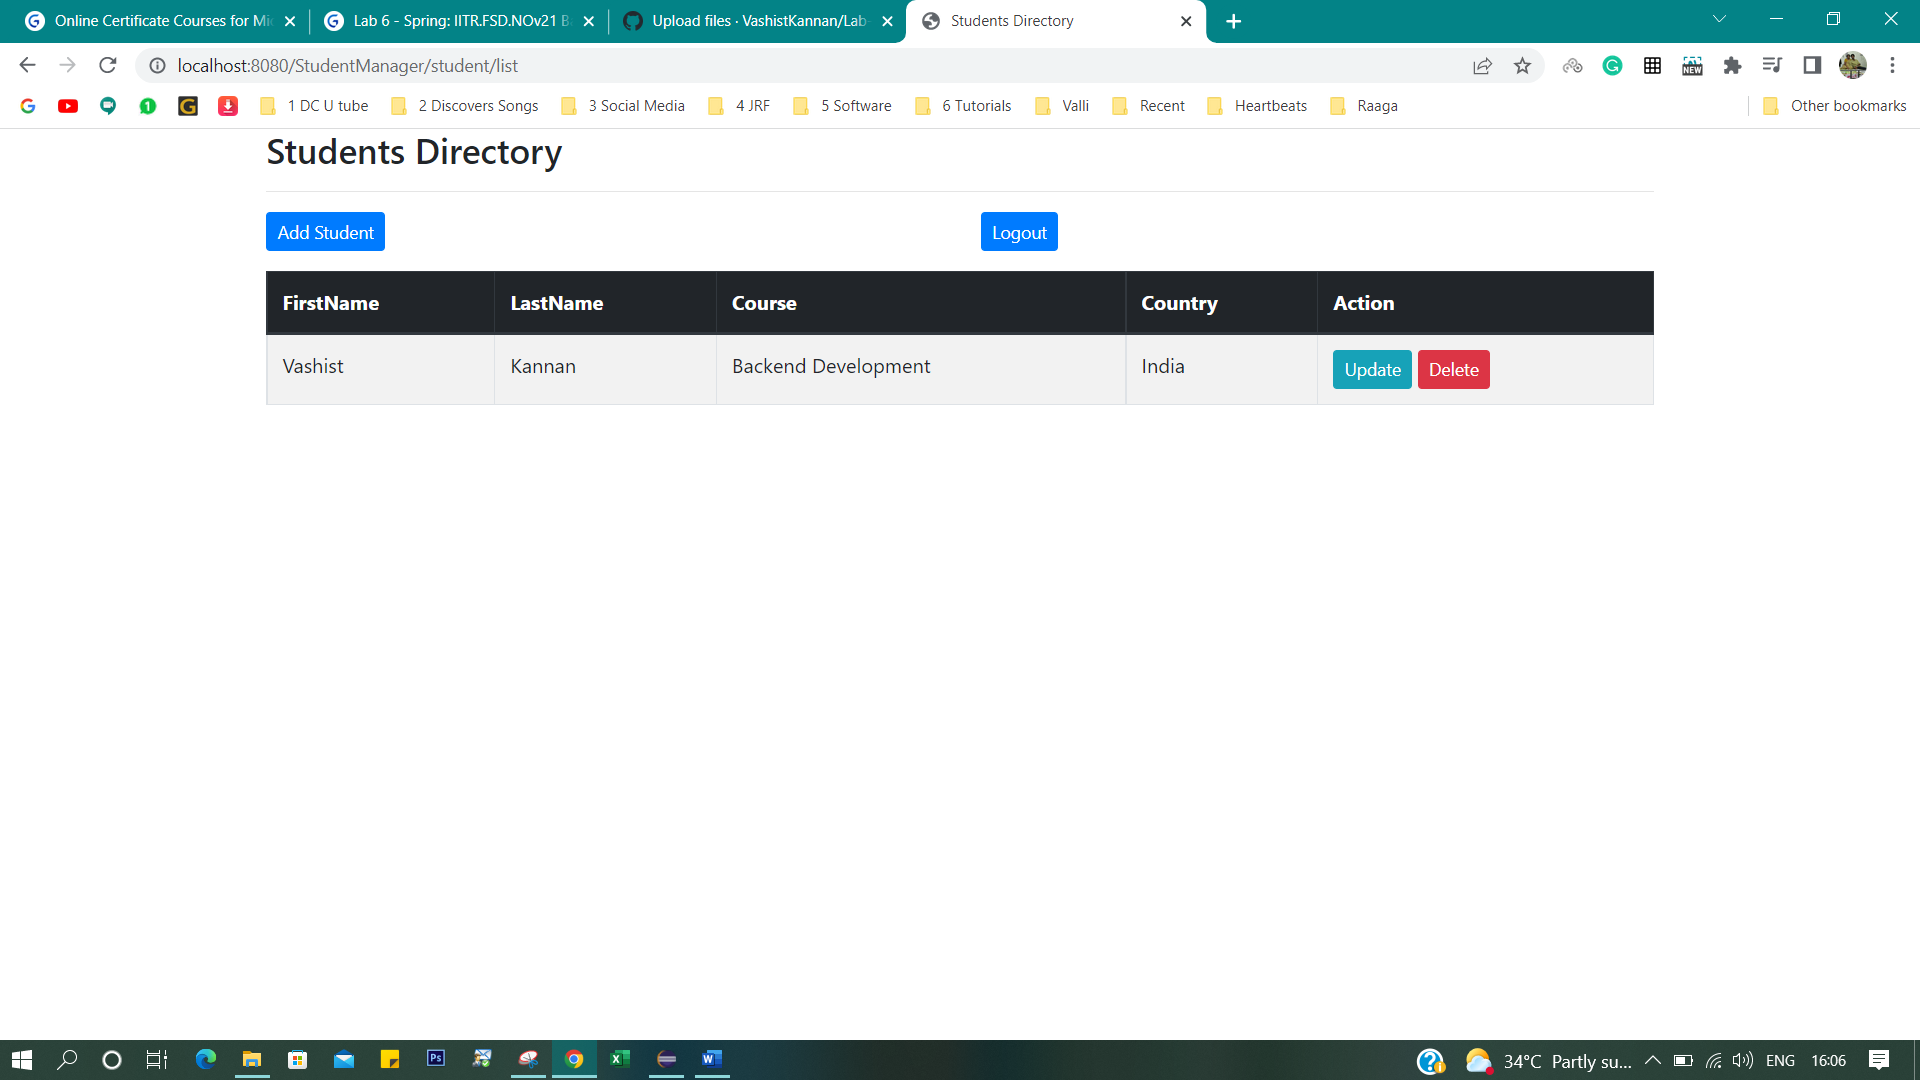 Online Certificate Courses for Mic
Lab 6 - Spring: IITR.FSD.NOv21 B
Upload files · VashistKannan/Lab-
Students Directory
localhost:8080/StudentManager/student/list
NEW
1 DC U tube
2 Discovers Songs
3 Social Media
4 JRF
5 Software
6 Tutorials
Valli
Recent
Heartbeats
Raaga
Other bookmarks
Students Directory
Add Student
Logout
FirstName LastName Course Country Action
Vashist Kannan Backend Development India Update Delete
34°C Partly su...
ENG
16:06